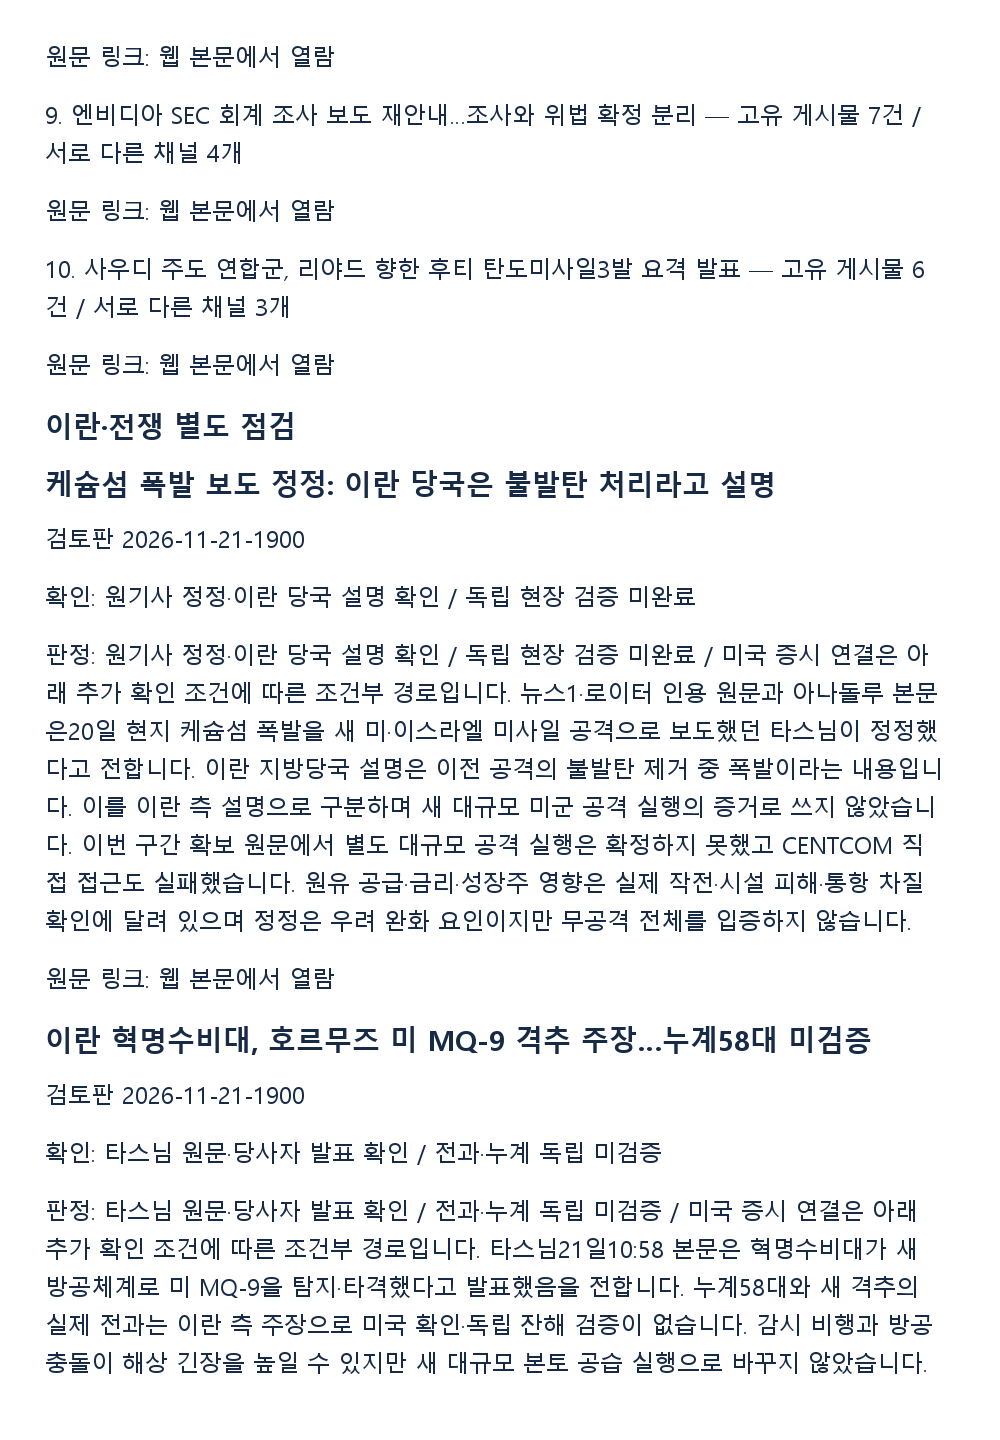 원문 링크: 웹 본문에서 열람
9. 엔비디아 SEC 회계 조사 보도 재안내...조사와 위법 확정 분리 — 고유 게시물 7건 /
서로 다른 채널 4개
원문 링크: 웹 본문에서 열람
10. 사우디 주도 연합군, 리야드 향한 후티 탄도미사일3발 요격 발표 — 고유 게시물 6
건 / 서로 다른 채널 3개
원문 링크: 웹 본문에서 열람
이란·전쟁 별도 점검
케슘섬 폭발 보도 정정: 이란 당국은 불발탄 처리라고 설명
검토판 2026-11-21-1900
확인: 원기사 정정·이란 당국 설명 확인 / 독립 현장 검증 미완료
판정: 원기사 정정·이란 당국 설명 확인 / 독립 현장 검증 미완료 / 미국 증시 연결은 아
래 추가 확인 조건에 따른 조건부 경로입니다. 뉴스1·로이터 인용 원문과 아나돌루 본문
은20일 현지 케슘섬 폭발을 새 미·이스라엘 미사일 공격으로 보도했던 타스님이 정정했
다고 전합니다. 이란 지방당국 설명은 이전 공격의 불발탄 제거 중 폭발이라는 내용입니
다. 이를 이란 측 설명으로 구분하며 새 대규모 미군 공격 실행의 증거로 쓰지 않았습니
다. 이번 구간 확보 원문에서 별도 대규모 공격 실행은 확정하지 못했고 CENTCOM 직
접 접근도 실패했습니다. 원유 공급·금리·성장주 영향은 실제 작전·시설 피해·통항 차질
확인에 달려 있으며 정정은 우려 완화 요인이지만 무공격 전체를 입증하지 않습니다.
원문 링크: 웹 본문에서 열람
이란 혁명수비대, 호르무즈 미 MQ-9 격추 주장...누계58대 미검증
검토판 2026-11-21-1900
확인: 타스님 원문·당사자 발표 확인 / 전과·누계 독립 미검증
판정: 타스님 원문·당사자 발표 확인 / 전과·누계 독립 미검증 / 미국 증시 연결은 아래
추가 확인 조건에 따른 조건부 경로입니다. 타스님21일10:58 본문은 혁명수비대가 새
방공체계로 미 MQ-9을 탐지·타격했다고 발표했음을 전합니다. 누계58대와 새 격추의
실제 전과는 이란 측 주장으로 미국 확인·독립 잔해 검증이 없습니다. 감시 비행과 방공
충돌이 해상 긴장을 높일 수 있지만 새 대규모 본토 공습 실행으로 바꾸지 않았습니다.